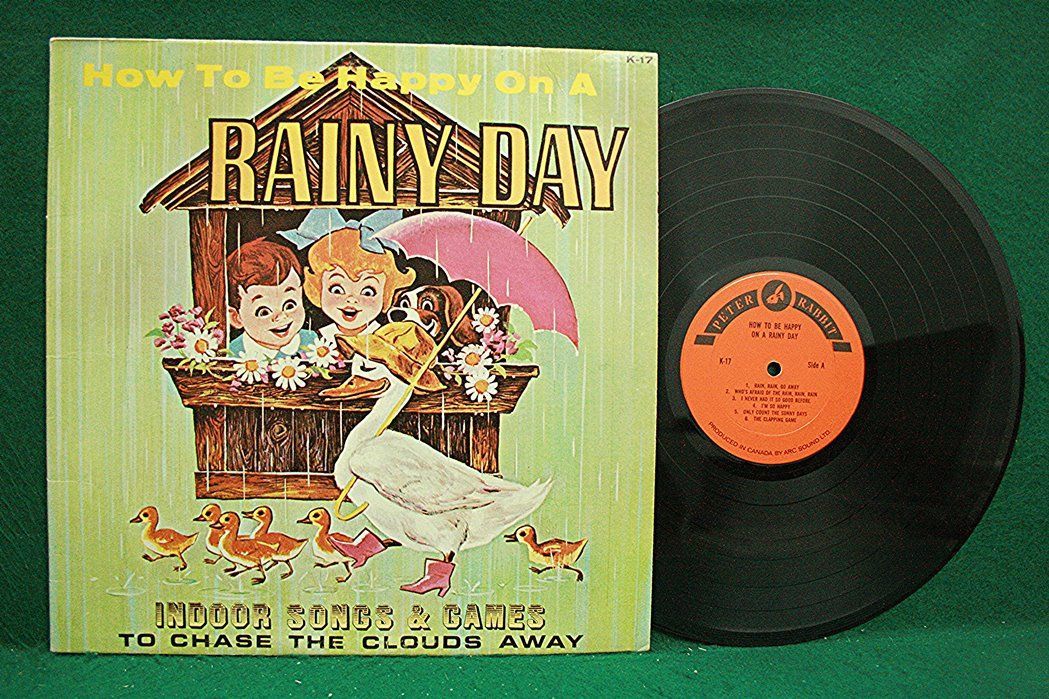 K-17
How To Be Happy On A
RAINY DAY
INDOOR SONGS & GAMES
TO CHASE THE CLOUDS AWAY
PETER RABBIT
HOW TO BE HAPPY
ON A RAINY DAY
K-17 Side A
1. RAIN, RAIN, GO AWAY
2. WHO'S AFRAID OF THE RAIN, RAIN, RAIN
3. I NEVER HAD IT SO GOOD BEFORE
4. I'M SO HAPPY
5. ONLY COUNT THE SUNNY DAYS
6. THE CLAPPING GAME
PRODUCED IN CANADA BY ARC SOUND LTD.